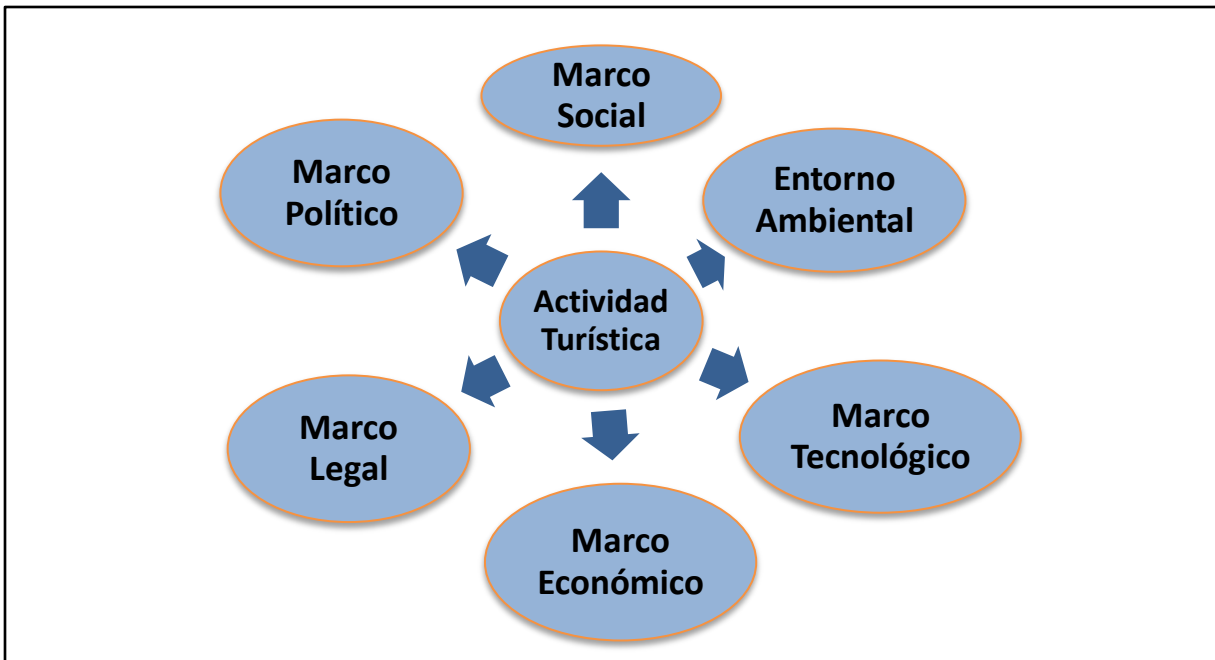 Marco
Social
Marco
Político
Entorno
Ambiental
Actividad
Turística
Marco
Legal
Marco
Tecnológico
Marco
Económico